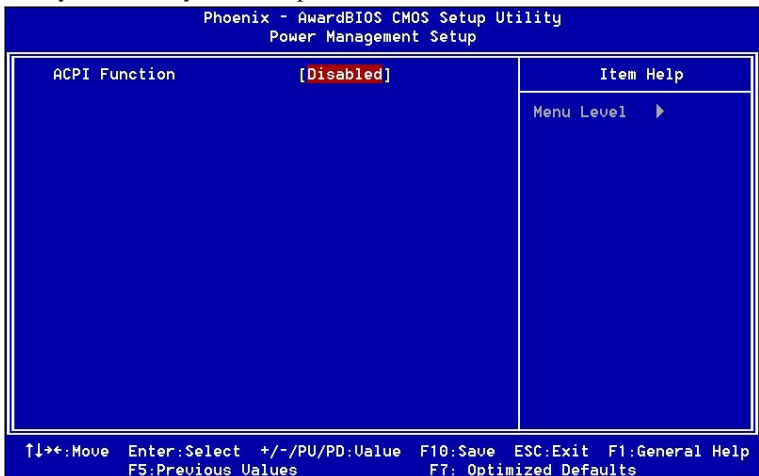 Phoenix - AwardBIOS CMOS Setup Utility
Power Management Setup
ACPI Function [Disabled]
Item Help
Menu Level ▶
↑↓→←:Move Enter:Select +/-/PU/PD:Value F10:Save ESC:Exit F1:General Help
F5:Previous Values F7: Optimized Defaults